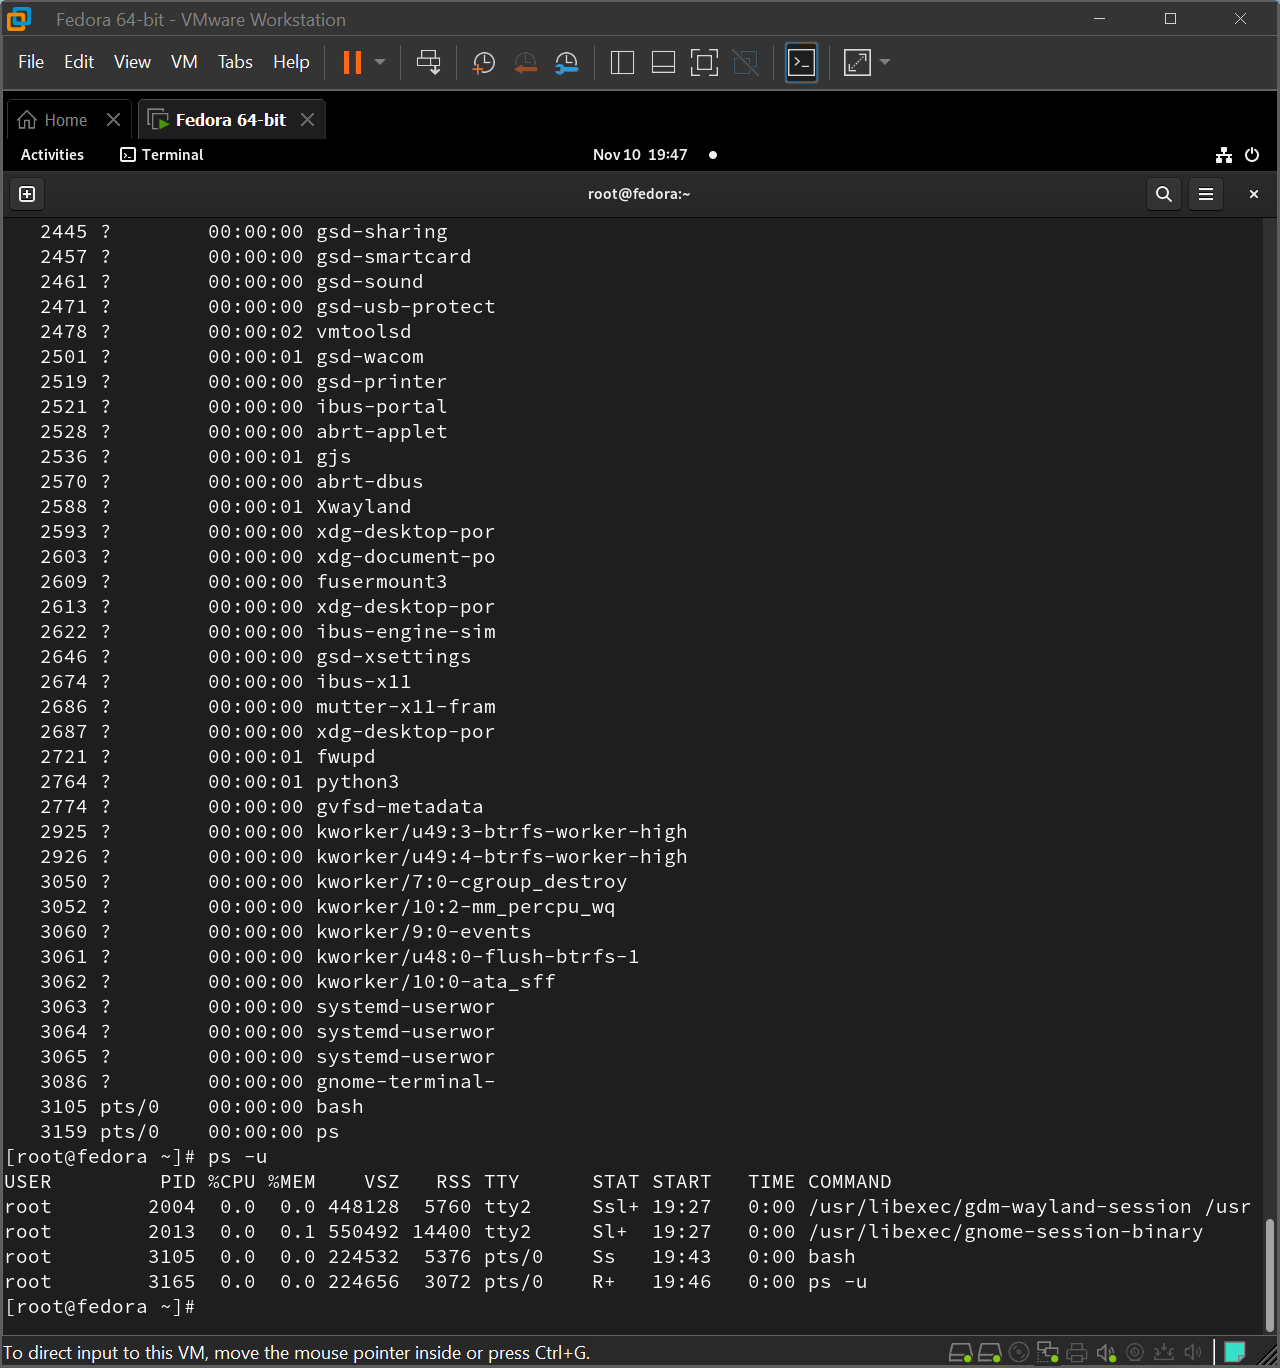 Fedora 64-bit - VMware Workstation
File Edit View VM Tabs Help
Home Fedora 64-bit
Activities Terminal Nov 10 19:47
root@fedora:~
2445 ? 00:00:00 gsd-sharing
2457 ? 00:00:00 gsd-smartcard
2461 ? 00:00:00 gsd-sound
2471 ? 00:00:00 gsd-usb-protect
2478 ? 00:00:02 vmtoolsd
2501 ? 00:00:01 gsd-wacom
2519 ? 00:00:00 gsd-printer
2521 ? 00:00:00 ibus-portal
2528 ? 00:00:00 abrt-applet
2536 ? 00:00:01 gjs
2570 ? 00:00:00 abrt-dbus
2588 ? 00:00:01 Xwayland
2593 ? 00:00:00 xdg-desktop-por
2603 ? 00:00:00 xdg-document-po
2609 ? 00:00:00 fusermount3
2613 ? 00:00:00 xdg-desktop-por
2622 ? 00:00:00 ibus-engine-sim
2646 ? 00:00:00 gsd-xsettings
2674 ? 00:00:00 ibus-x11
2686 ? 00:00:00 mutter-x11-fram
2687 ? 00:00:00 xdg-desktop-por
2721 ? 00:00:01 fwupd
2764 ? 00:00:01 python3
2774 ? 00:00:00 gvfsd-metadata
2925 ? 00:00:00 kworker/u49:3-btrfs-worker-high
2926 ? 00:00:00 kworker/u49:4-btrfs-worker-high
3050 ? 00:00:00 kworker/7:0-cgroup_destroy
3052 ? 00:00:00 kworker/10:2-mm_percpu_wq
3060 ? 00:00:00 kworker/9:0-events
3061 ? 00:00:00 kworker/u48:0-flush-btrfs-1
3062 ? 00:00:00 kworker/10:0-ata_sff
3063 ? 00:00:00 systemd-userwor
3064 ? 00:00:00 systemd-userwor
3065 ? 00:00:00 systemd-userwor
3086 ? 00:00:00 gnome-terminal-
3105 pts/0 00:00:00 bash
3159 pts/0 00:00:00 ps
[root@fedora ~]# ps -u
USER PID %CPU %MEM VSZ RSS TTY STAT START TIME COMMAND
root 2004 0.0 0.0 448128 5760 tty2 Ssl+ 19:27 0:00 /usr/libexec/gdm-wayland-session /usr
root 2013 0.0 0.1 550492 14400 tty2 Sl+ 19:27 0:00 /usr/libexec/gnome-session-binary
root 3105 0.0 0.0 224532 5376 pts/0 Ss 19:43 0:00 bash
root 3165 0.0 0.0 224656 3072 pts/0 R+ 19:46 0:00 ps -u
[root@fedora ~]#
To direct input to this VM, move the mouse pointer inside or press Ctrl+G.